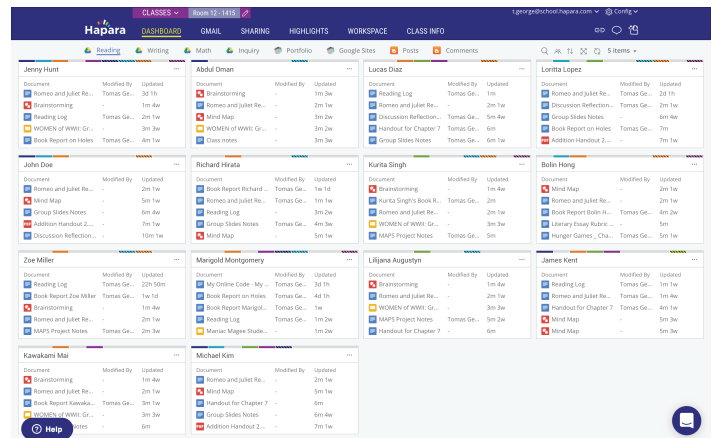 CLASSES Room 12 - 1415 t.george@school.hapara.com Config
Hapara DASHBOARD GMAIL SHARING HIGHLIGHTS WORKSPACE CLASS INFO
Reading Writing Math Inquiry Portfolio Google Sites Posts Comments 5 items
Jenny Hunt ...
Document Modified By Updated
Romeo and Juliet Re... Tomas Ge... 3d 1h
Brainstorming - 1m 4w
Reading Log Tomas Ge... 2m 1w
WOMEN of WWII: Gr... - 3m 3w
Book Report on Holes Tomas Ge... 4m 1w
Abdul Oman ...
Document Modified By Updated
Brainstorming - 1m 3w
Romeo and Juliet Re... - 2m 1w
Mind Map - 3m 2w
WOMEN of WWII: Gr... - 3m 2w
Class notes - 3m 3w
Lucas Diaz ...
Document Modified By Updated
Reading Log Tomas Ge... 1m
Romeo and Juliet Re... - 2m 1w
Discussion Reflection... Tomas Ge... 5m 4w
Handout for Chapter 7 Tomas Ge... 6m
Group Slides Notes Tomas Ge... 6m 1w
Loritta Lopez ...
Document Modified By Updated
Romeo and Juliet Re... Tomas Ge... 2d 1h
Discussion Reflection... Tomas Ge... 2m 1w
Group Slides Notes - 6m 4w
Book Report on Holes Tomas Ge... 7m
Addition Handout 2.... Tomas Ge... 7m 1w
John Doe ...
Document Modified By Updated
Romeo and Juliet Re... - 2m 1w
Mind Map - 5m 1w
Group Slides Notes - 6m 4w
Addition Handout 2.... - 7m 1w
Discussion Reflection... - 10m 1w
Richard Hirata ...
Document Modified By Updated
Book Report Richard ... Tomas Ge... 1w 1d
Romeo and Juliet Re... Tomas Ge... 1m 1w
Reading Log - 3m 2w
Group Slides Notes Tomas Ge... 4m 3w
Mind Map - 5m 1w
Kurita Singh ...
Document Modified By Updated
Brainstorming - 1m 4w
Kurita Singh's Book R... Tomas Ge... 2m
Romeo and Juliet Re... Tomas Ge... 2m 1w
WOMEN of WWII: Gr... - 3m 3w
MAPS Project Notes Tomas Ge... 5m
Bolin Hong ...
Document Modified By Updated
Mind Map - 2m 1w
Romeo and Juliet Re... - 2m 1w
Book Report Bolin H... Tomas Ge... 4m 2w
Literary Essay Rubric: ... - 5m
Hunger Games _ Cha... Tomas Ge... 5m 1w
Zoe Miller ...
Document Modified By Updated
Reading Log Tomas Ge... 22h 50m
Book Report Zoe Miller Tomas Ge... 1w 1d
Brainstorming - 1m 4w
Romeo and Juliet Re... - 2m 1w
MAPS Project Notes Tomas Ge... 2m 3w
Marigold Montgomery ...
Document Modified By Updated
My Online Code - My ... Tomas Ge... 3d 1h
Book Report on Holes Tomas Ge... 4d 1h
Book Report Marigol... Tomas Ge... 1w
Reading Log Tomas Ge... 1m 2w
Maniac Magee Stude... - 1m 2w
Lilijana Augustyn ...
Document Modified By Updated
Brainstorming - 1m 4w
Romeo and Juliet Re... - 2m 1w
WOMEN of WWII: Gr... - 3m 3w
MAPS Project Notes Tomas Ge... 5m 2w
Handout for Chapter 7 - 6m
James Kent ...
Document Modified By Updated
Reading Log Tomas Ge... 1m 1w
Romeo and Juliet Re... - 1m 4w
Handout for Chapter 7 Tomas Ge... 4m 1w
Mind Map - 5m 3w
Mind Map - 5m 3w
Kawakami Mai ...
Document Modified By Updated
Brainstorming - 1m 4w
Romeo and Juliet Re... - 2m 1w
Book Report Kawaka... Tomas Ge... 3m 1w
WOMEN of WWII: Gr... - 3m 3w
Notes - 6m
Michael Kim ...
Document Modified By Updated
Romeo and Juliet Re... - 2m 1w
Mind Map - 5m 1w
Handout for Chapter 7 - 6m
Group Slides Notes - 6m 4w
Addition Handout 2.... - 7m 1w
Help